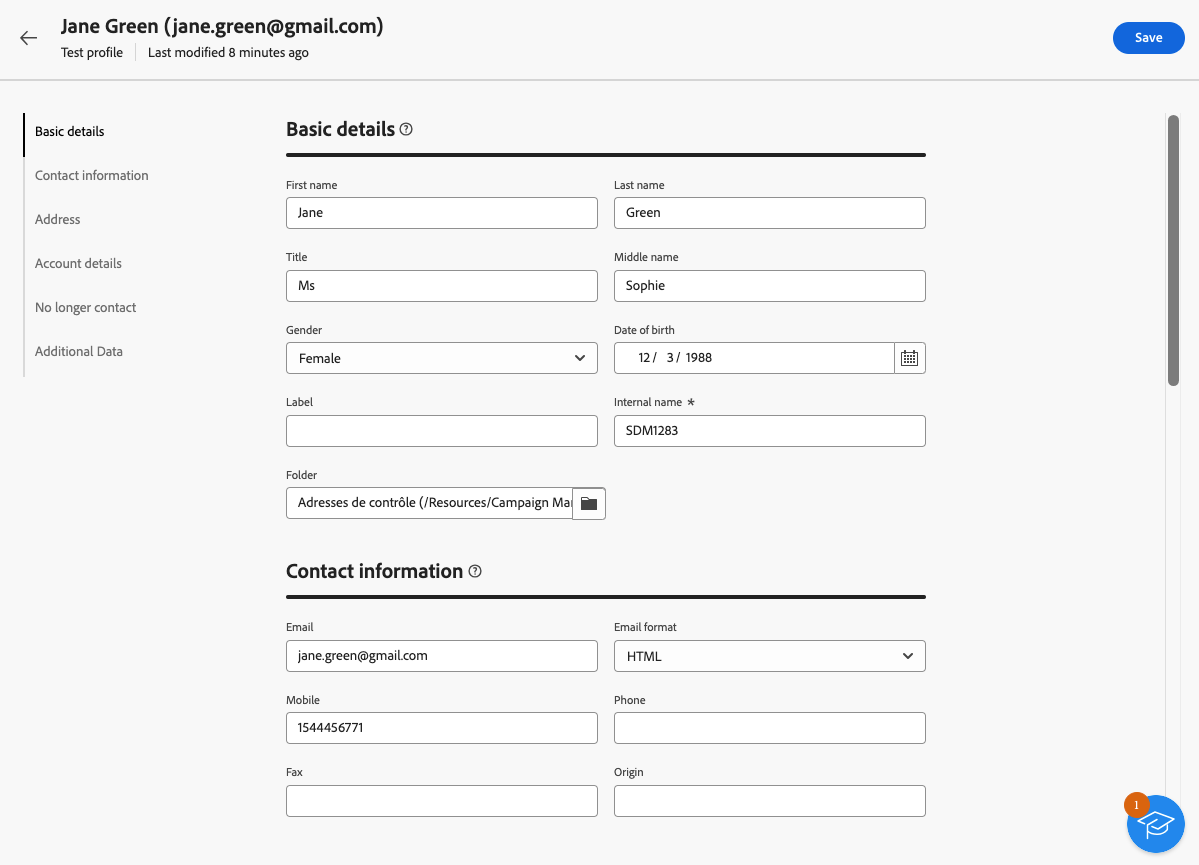 Jane Green (jane.green@gmail.com)
Test profile
Last modified 8 minutes ago
Save
Basic details
Contact information
Address
Account details
No longer contact
Additional Data
Basic details ?
First name
Last name
Jane
Green
Title
Middle name
Ms
Sophie
Gender
Date of birth
Female
12 / 3 / 1988
Label
Internal name *
SDM1283
Folder
Adresses de contrôle (/Resources/Campaign Mar
Contact information ?
Email
Email format
jane.green@gmail.com
HTML
Mobile
Phone
1544456771
Fax
Origin
1